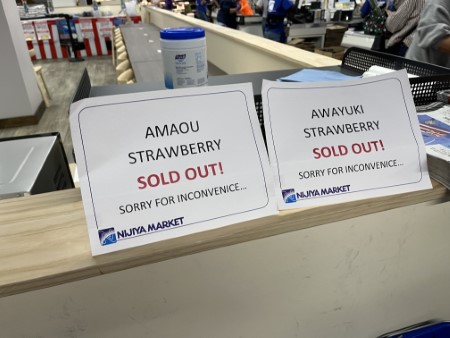 AMAOU
STRAWBERRY
SOLD OUT!
SORRY FOR INCONVENICE...
NIJIYA MARKET
AWAYUKI
STRAWBERRY
SOLD OUT!
SORRY FOR INCONVENICE...
NIJIYA MARKET